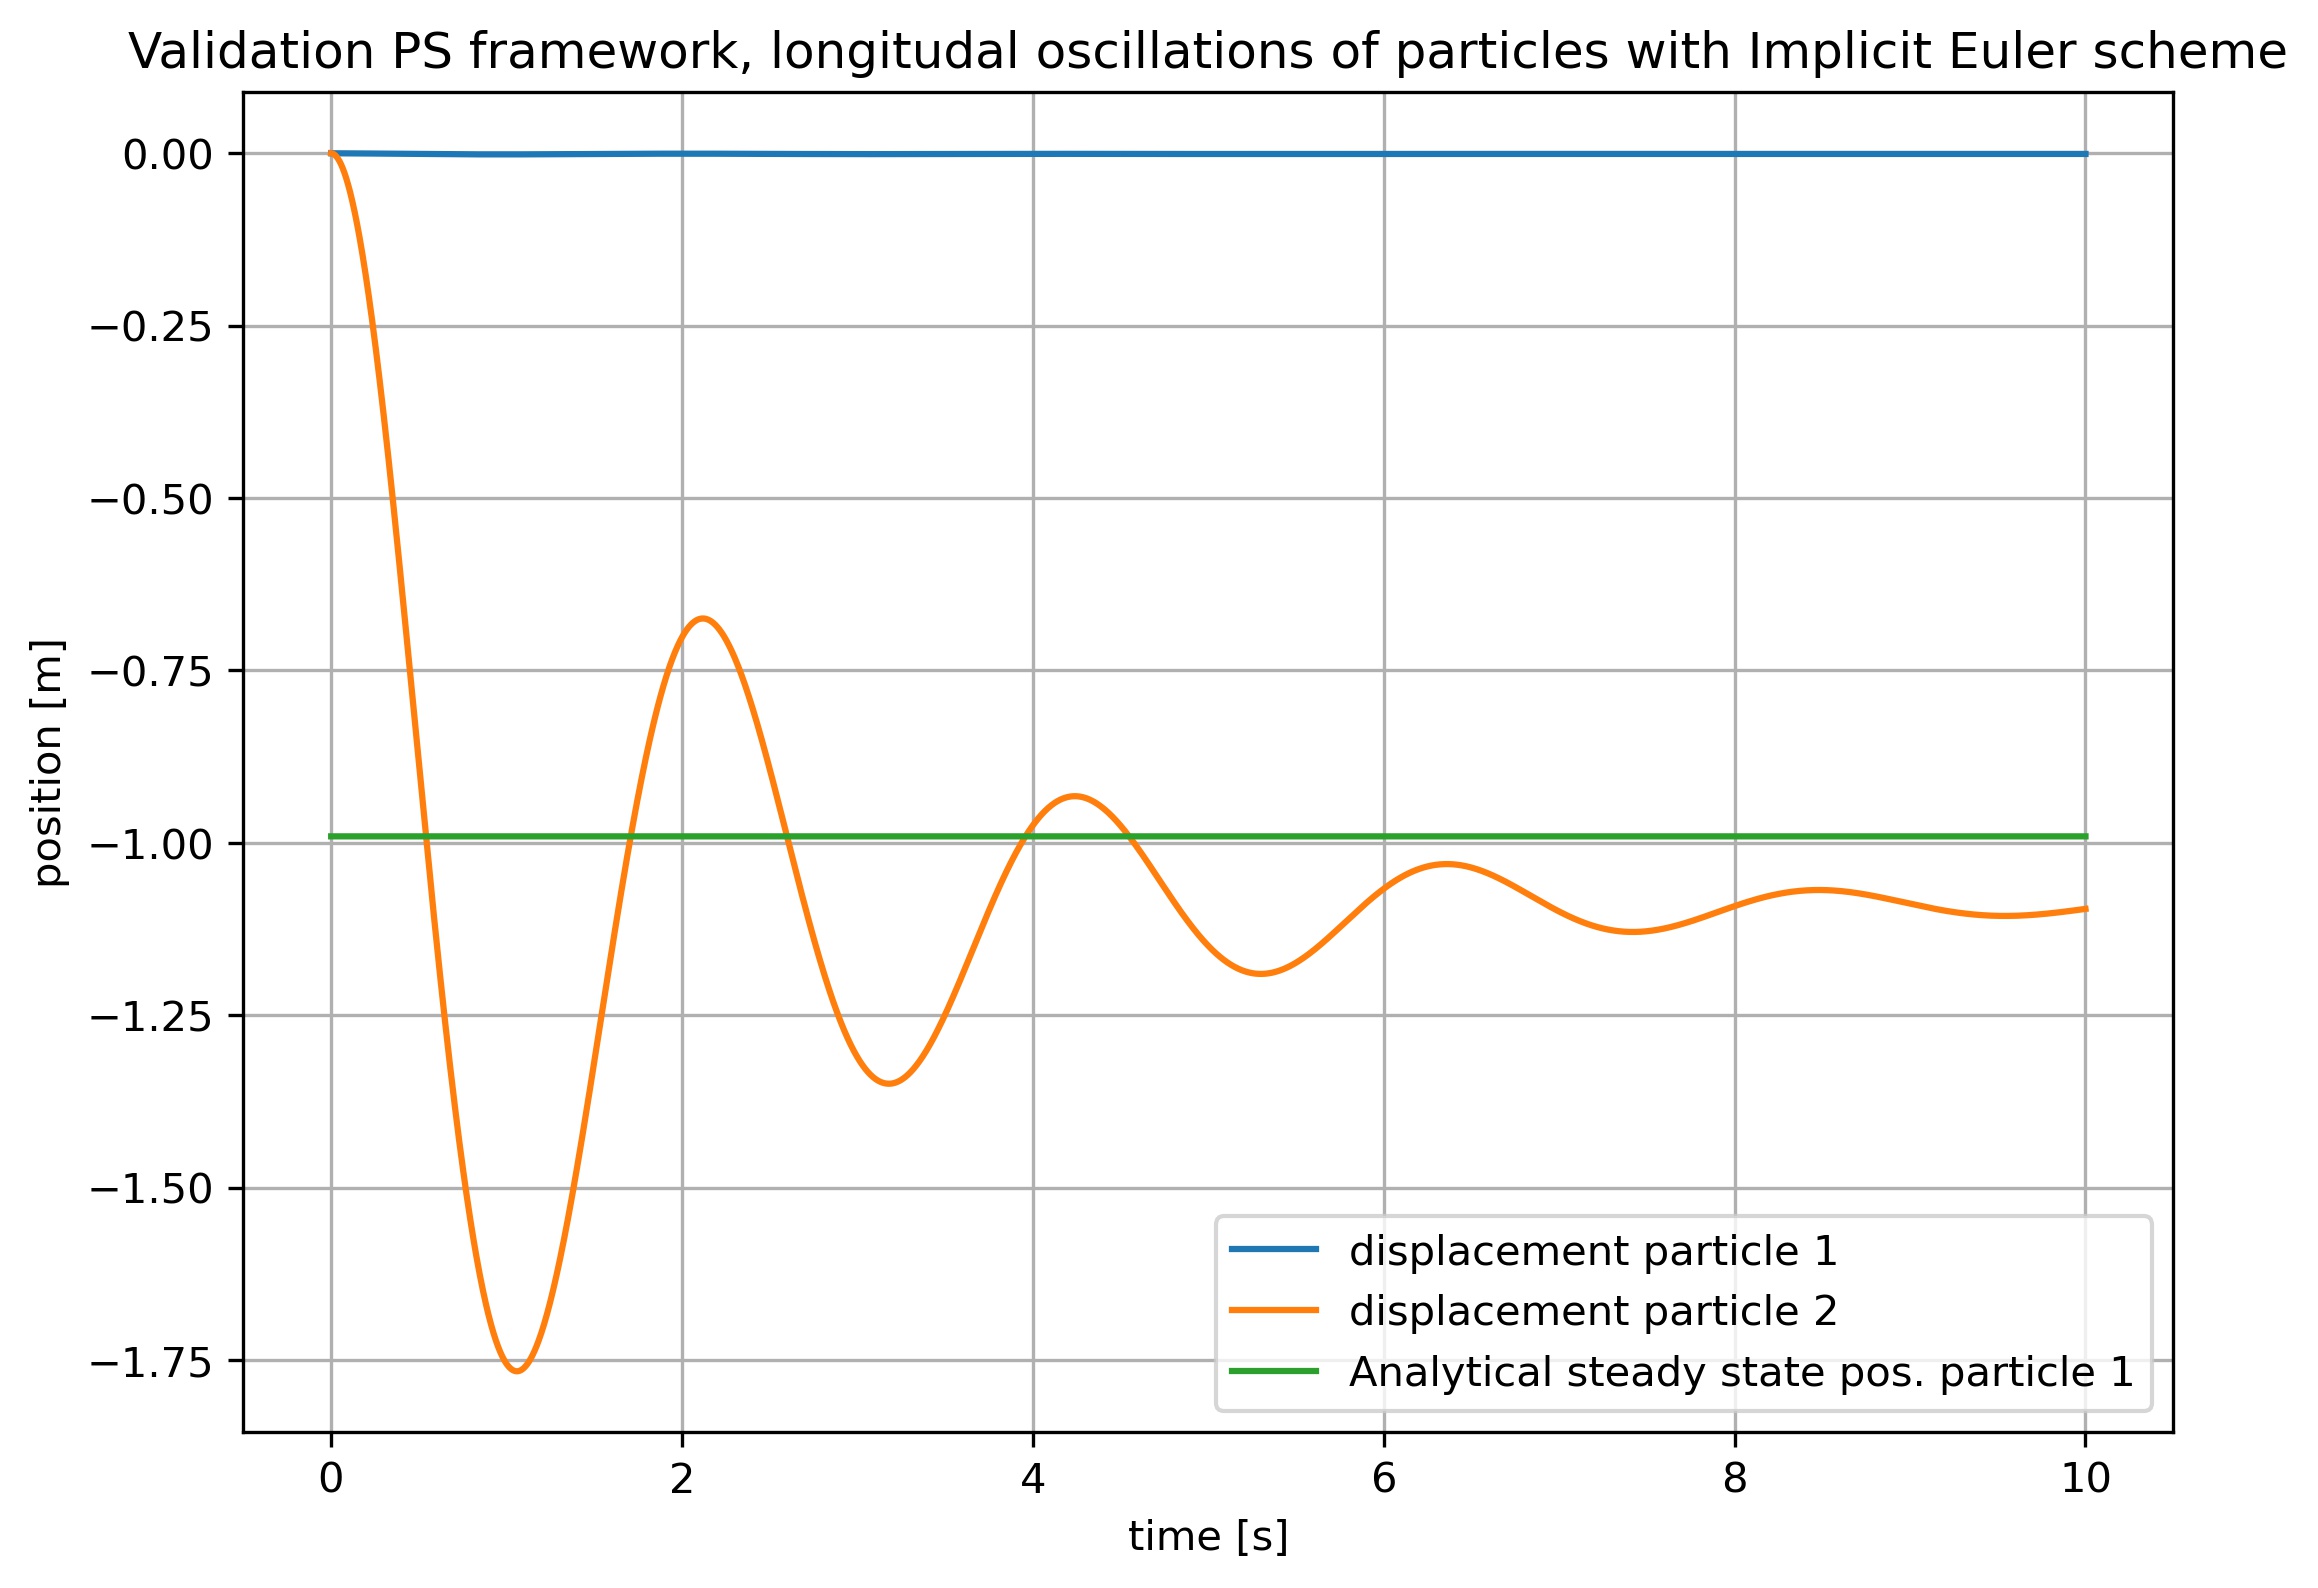 Validation PS framework, longitudal oscillations of particles with Implicit Euler scheme
position [m]
0.00
−0.25
−0.50
−0.75
−1.00
−1.25
−1.50
−1.75
displacement particle 1
displacement particle 2
Analytical steady state pos. particle 1
0 2 4 6 8 10
time [s]